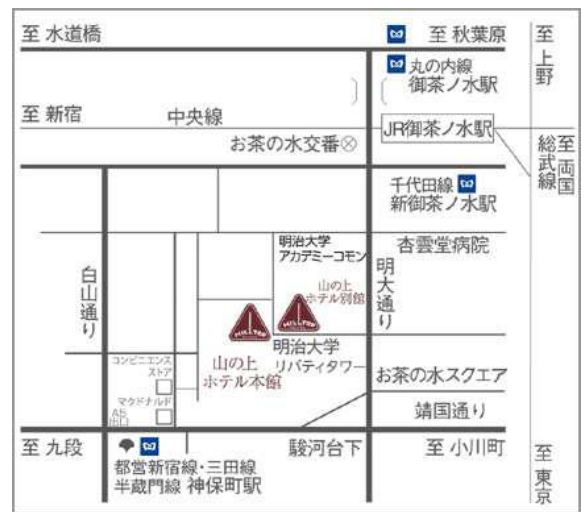 至 水道橋
至 秋葉原
至 上野
丸の内線
御茶ノ水駅
至 新宿
中央線
JR御茶ノ水駅
お茶の水交番
至 両国
総武線
千代田線
新御茶ノ水駅
明治大学
アカデミーコモン
杏雲堂病院
白山通り
明大通り
山の上
ホテル別館
HILLTOP
HILLTOP
明治大学
リバティタワー
山の上
ホテル本館
コンビニエンス
ストア
お茶の水スクエア
マクドナルド
A5
出口
靖国通り
至 九段
駿河台下
至 小川町
至 東京
都営新宿線・三田線
半蔵門線 神保町駅